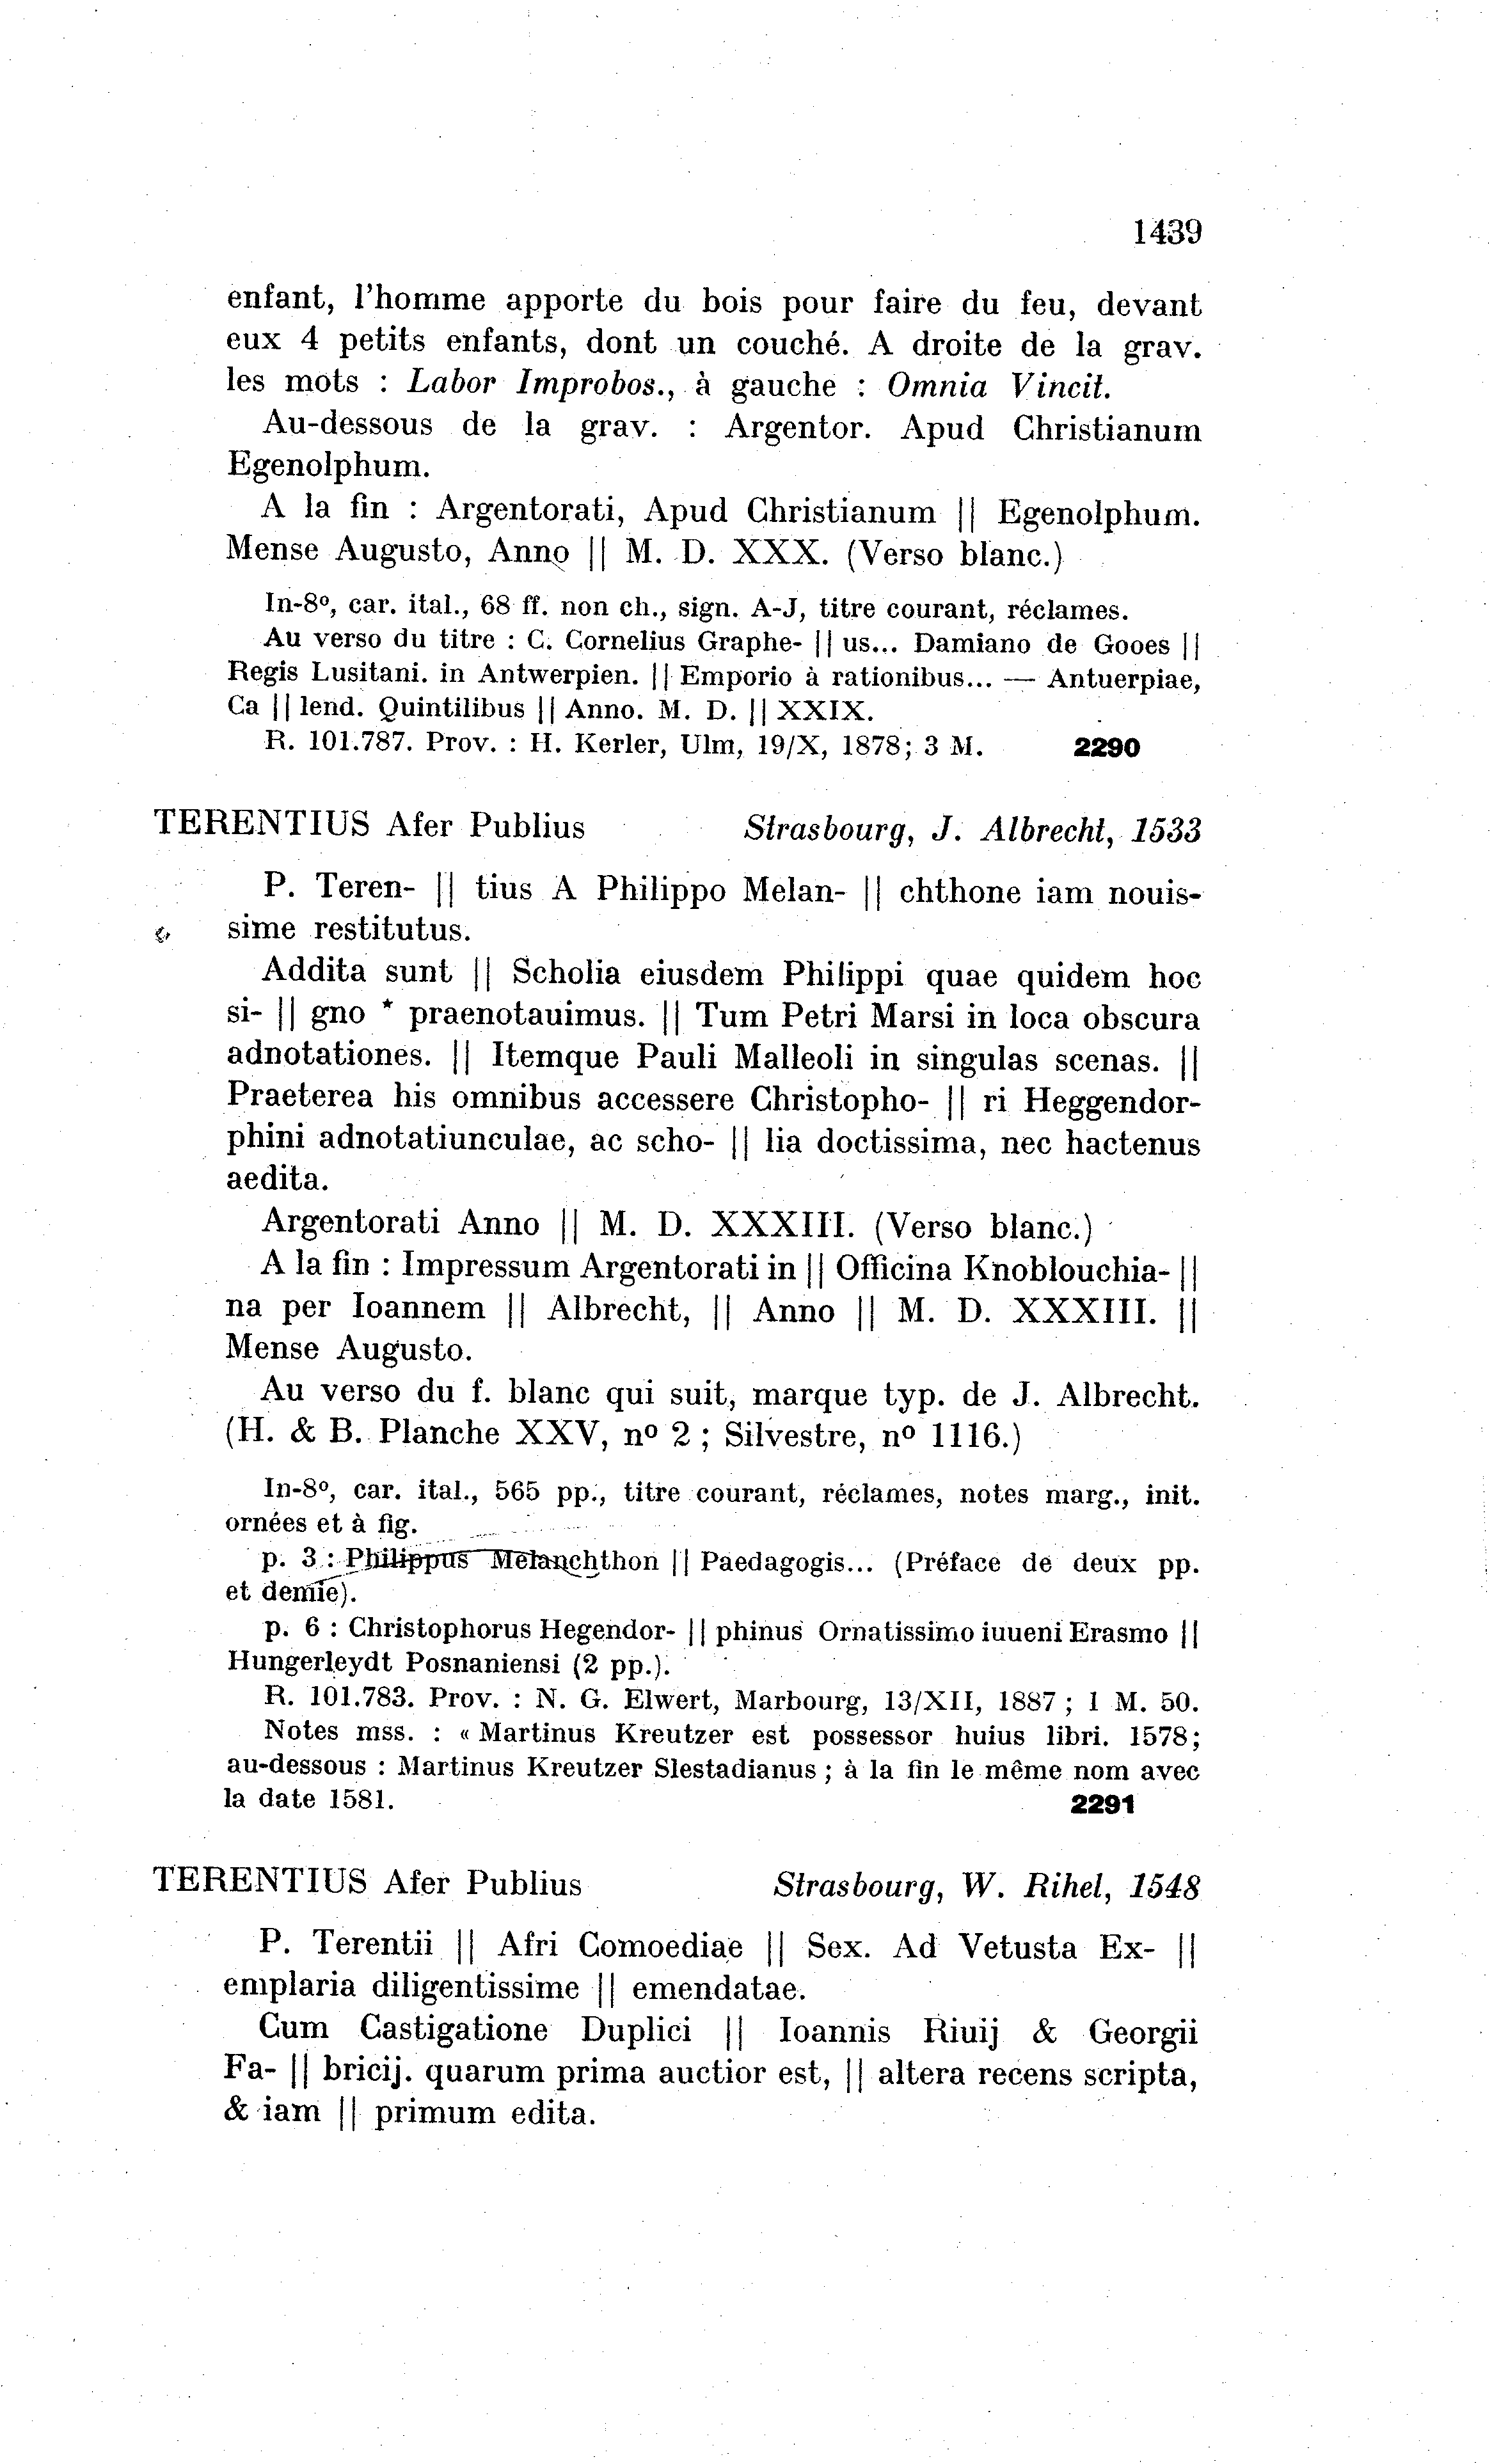 1439
enfant, l'homme apporte du bois pour faire du feu, devant
eux 4 petits enfants, dont un couché. A droite de la grav.
les mots : Labor Improbos., à gauche : Omnia Vincit.
Au-dessous de la grav. : Argentor. Apud Christianum
Egenolphum.
A la fin : Argentorati, Apud Christianum || Egenolphum.
Mense Augusto, Anno || M. D. XXX. (Verso blanc.)
In-8º, car. ital., 68 ff. non ch., sign. A-J, titre courant, réclames.
Au verso du titre : C. Cornelius Graphe- || us... Damiano de Gooes ||
Regis Lusitani. in Antwerpien. || Emporio à rationibus... — Antuerpiae,
Ca || lend. Quintilibus || Anno. M. D. || XXIX.
R. 101.787. Prov. : H. Kerler, Ulm, 19/X, 1878; 3 M. 2290
TERENTIUS Afer Publius Strasbourg, J. Albrecht, 1533
P. Teren- || tius A Philippo Melan- || chthone iam nouis-
sime restitutus.
Addita sunt || Scholia eiusdem Philippi quae quidem hoc
si- || gno * praenotauimus. || Tum Petri Marsi in loca obscura
adnotationes. || Itemque Pauli Malleoli in singulas scenas. ||
Praeterea his omnibus accessere Christopho- || ri Heggendor-
phini adnotatiunculae, ac scho- || lia doctissima, nec hactenus
aedita.
Argentorati Anno || M. D. XXXIII. (Verso blanc.)
A la fin : Impressum Argentorati in || Officina Knoblouchia- ||
na per Ioannem || Albrecht, || Anno || M. D. XXXIII. ||
Mense Augusto.
Au verso du f. blanc qui suit, marque typ. de J. Albrecht.
(H. & B. Planche XXV, nº 2 ; Silvestre, nº 1116.)
In-8º, car. ital., 565 pp., titre courant, réclames, notes marg., init.
ornées et à fig.
p. 3 : Philippus Melanchthon || Paedagogis... (Préface de deux pp.
et demie).
p. 6 : Christophorus Hegendor- || phinus Ornatissimo iuueni Erasmo ||
Hungerleydt Posnaniensi (2 pp.).
R. 101.783. Prov. : N. G. Elwert, Marbourg, 13/XII, 1887 ; 1 M. 50.
Notes mss. : « Martinus Kreutzer est possessor huius libri. 1578;
au-dessous : Martinus Kreutzer Slestadianus ; à la fin le même nom avec
la date 1581. 2291
TERENTIUS Afer Publius Strasbourg, W. Rihel, 1548
P. Terentii || Afri Comoediae || Sex. Ad Vetusta Ex- ||
emplaria diligentissime || emendatae.
Cum Castigatione Duplici || Ioannis Riuij & Georgii
Fa- || bricij. quarum prima auctior est, || altera recens scripta,
& iam || primum edita.